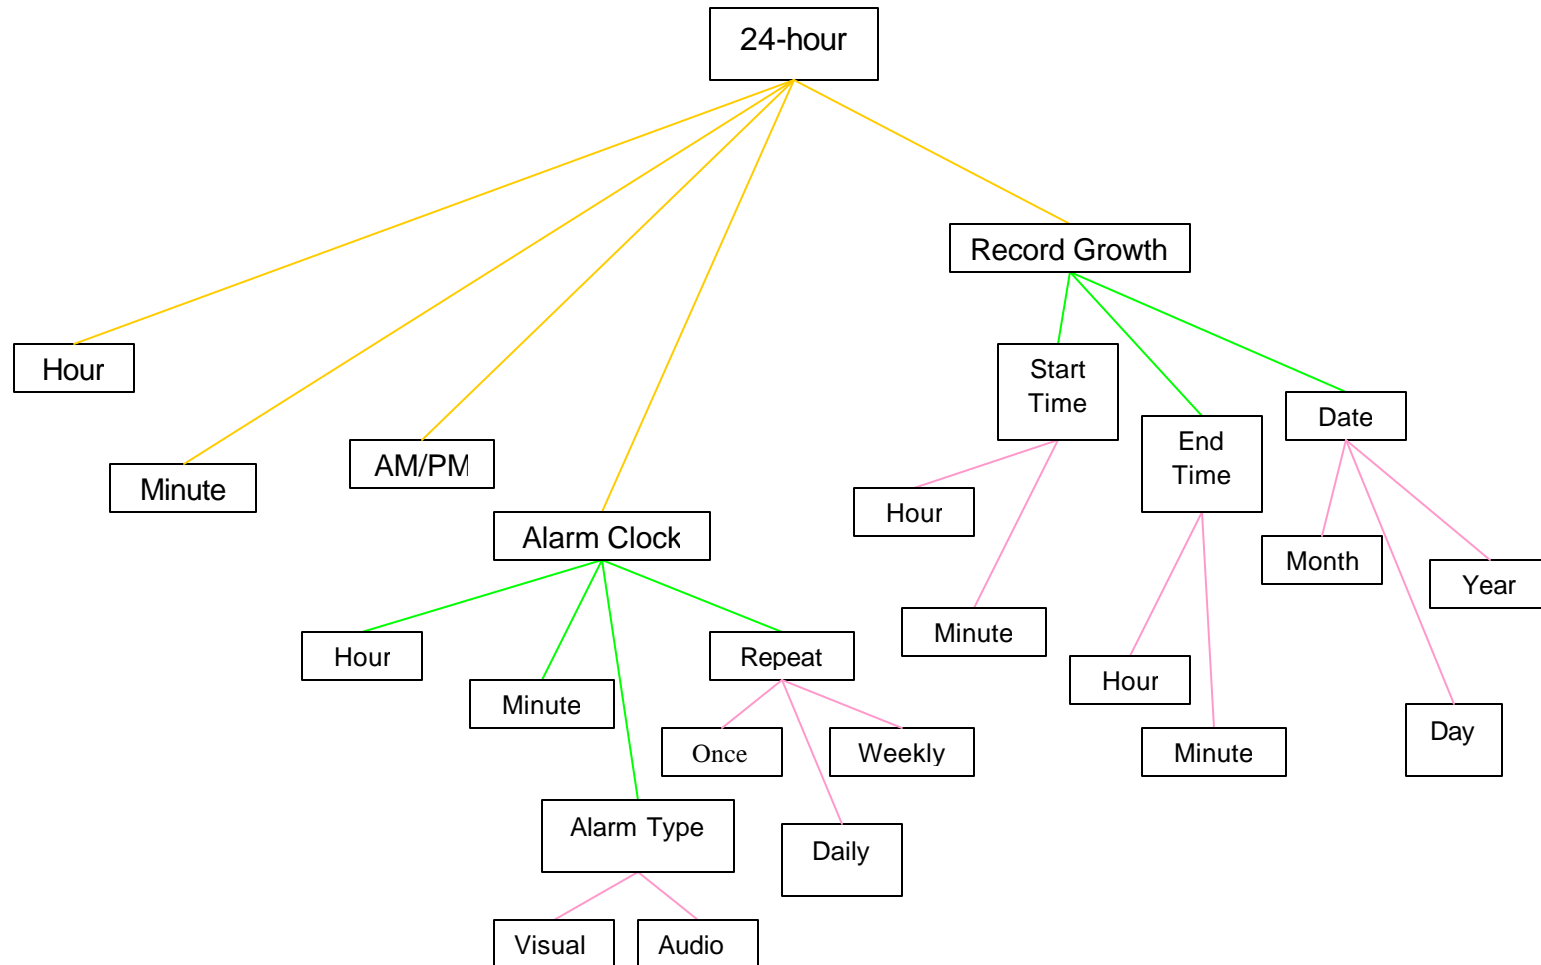 24-hour
Record Growth
Hour
Start
Time
Date
End
Time
AM/PM
Minute
Hour
Alarm Clock
Month
Year
Minute
Hour
Repeat
Hour
Minute
Day
Once
Weekly
Minute
Alarm Type
Daily
Visual
Audio